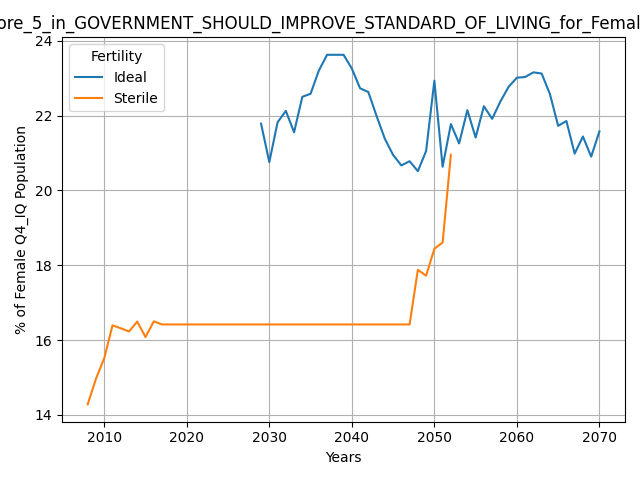 ore_5_in_GOVERNMENT_SHOULD_IMPROVE_STANDARD_OF_LIVING_for_Femal
Fertility
Ideal
Sterile
% of Female Q4_IQ Population
24
22
20
18
16
14
2010 2020 2030 2040 2050 2060 2070
Years